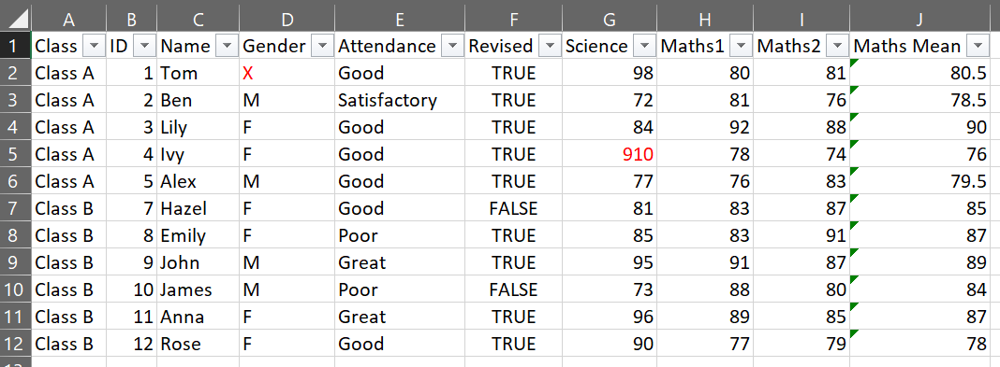 A B C D E F G H I J
1 Class ID Name Gender Attendance Revised Science Maths1 Maths2 Maths Mean
2 Class A 1 Tom X Good TRUE 98 80 81 80.5
3 Class A 2 Ben M Satisfactory TRUE 72 81 76 78.5
4 Class A 3 Lily F Good TRUE 84 92 88 90
5 Class A 4 Ivy F Good TRUE 910 78 74 76
6 Class A 5 Alex M Good TRUE 77 76 83 79.5
7 Class B 7 Hazel F Good FALSE 81 83 87 85
8 Class B 8 Emily F Poor TRUE 85 83 91 87
9 Class B 9 John M Great TRUE 95 91 87 89
10 Class B 10 James M Poor FALSE 73 88 80 84
11 Class B 11 Anna F Great TRUE 96 89 85 87
12 Class B 12 Rose F Good TRUE 90 77 79 78